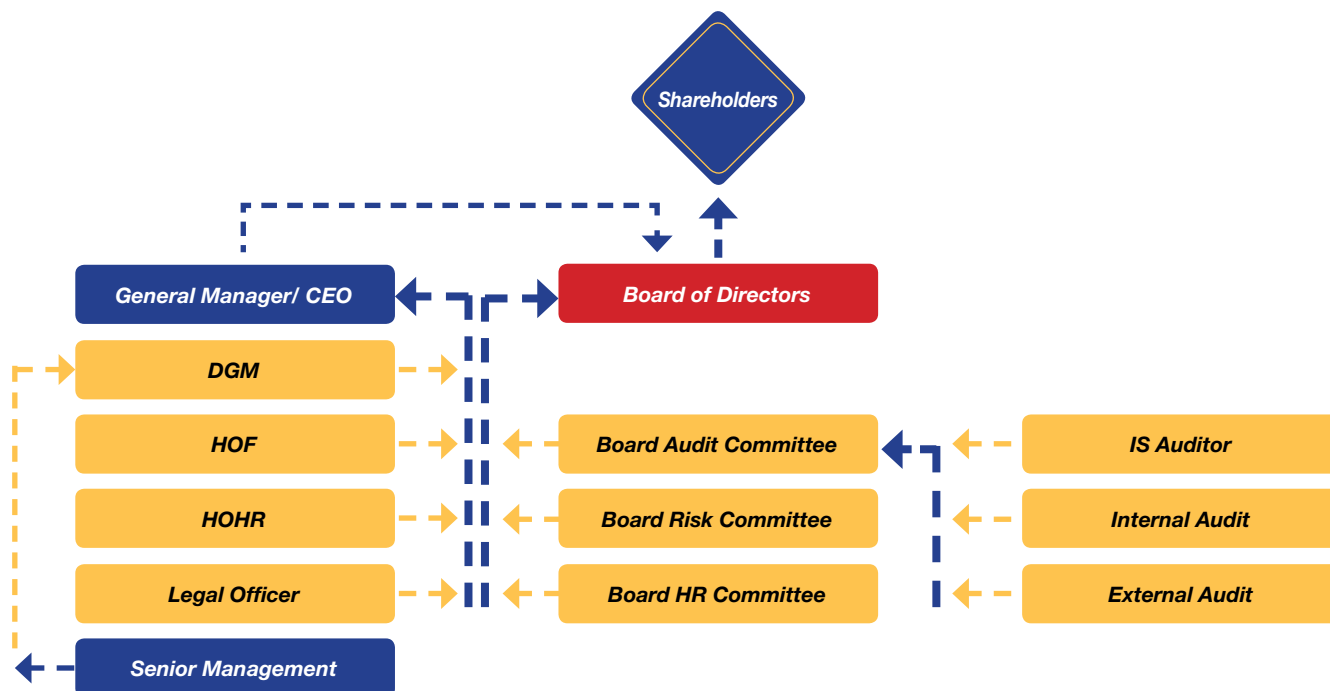 Shareholders
General Manager/ CEO
Board of Directors
DGM
HOF
Board Audit Committee
IS Auditor
HOHR
Board Risk Committee
Internal Audit
Legal Officer
Board HR Committee
External Audit
Senior Management